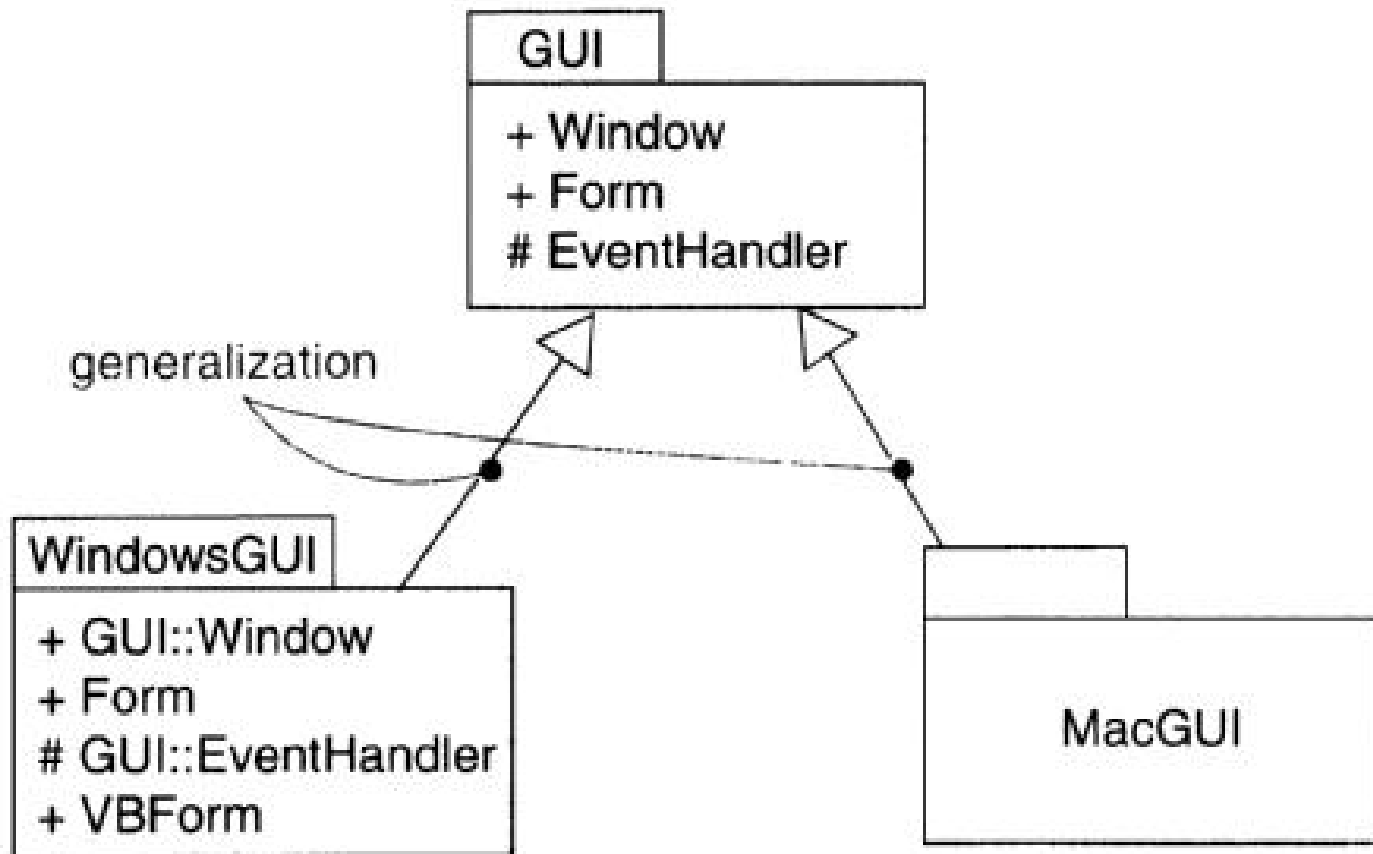 GUI
+ Window
+ Form
# EventHandler
generalization
WindowsGUI
+ GUI::Window
+ Form
# GUI::EventHandler
+ VBForm
MacGUI